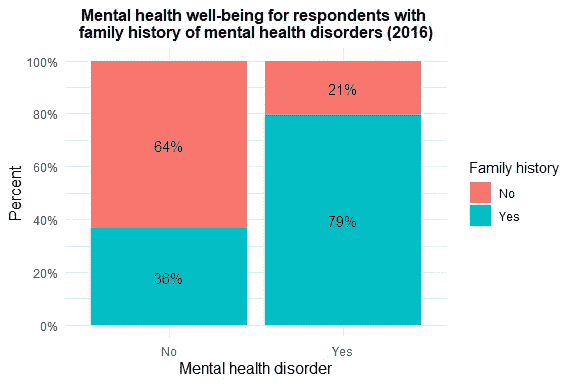 Mental health well-being for respondents with
family history of mental health disorders (2016)
100%
80%
60%
40%
20%
0%
Percent
64%
36%
21%
79%
No
Yes
Mental health disorder
Family history
No
Yes